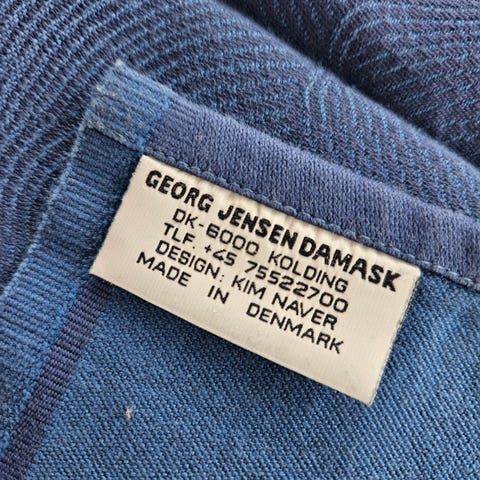 GEORG JENSEN DAMASK
DK-6000 KOLDING
TLF. +45 75522700
DESIGN: KIM NAVER
MADE IN DENMARK